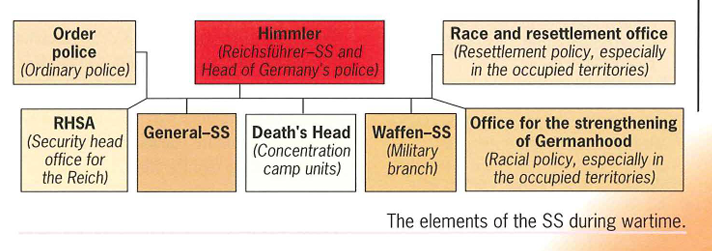 Order
police
(Ordinary police)
Himmler
(Reichsführer–SS and
Head of Germany's police)
Race and resettlement office
(Resettlement policy, especially
in the occupied territories)
RHSA
(Security head
office for
the Reich)
General–SS
Death's Head
(Concentration
camp units)
Waffen–SS
(Military
branch)
Office for the strengthening
of Germanhood
(Racial policy, especially in
the occupied territories)
The elements of the SS during wartime.